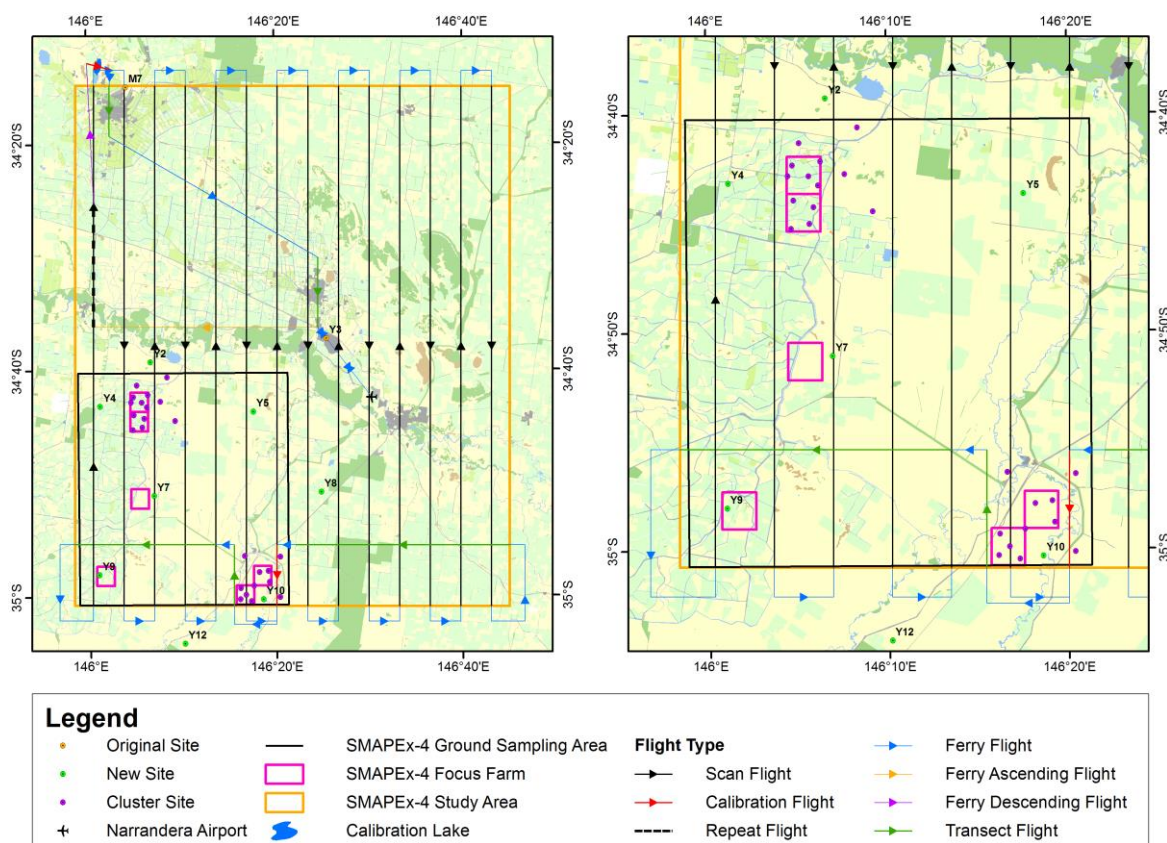 146°E 146°20'E 146°40'E
146°E 146°10'E 146°20'E
34°20'S
34°40'S
35°S
34°20'S
34°40'S
35°S
34°40'S
34°50'S
35°S
34°40'S
34°50'S
35°S
M7
Y3
Y2
Y4
Y5
Y7
Y8
Y9
Y10
Y12
Y2
Y4
Y5
Y7
Y9
Y10
Y12
146°E 146°20'E 146°40'E
146°E 146°10'E 146°20'E
Legend
Original Site
New Site
Cluster Site
Narrandera Airport
SMAPEx-4 Ground Sampling Area
SMAPEx-4 Focus Farm
SMAPEx-4 Study Area
Calibration Lake
Flight Type
Scan Flight
Calibration Flight
Repeat Flight
Ferry Flight
Ferry Ascending Flight
Ferry Descending Flight
Transect Flight